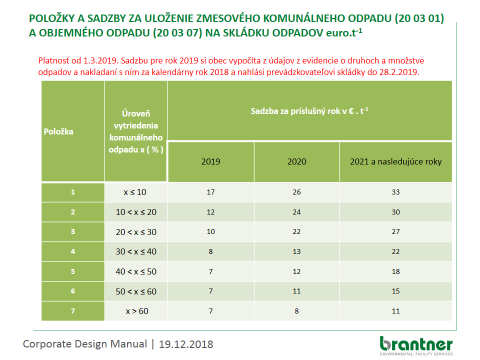 POLOŽKY A SADZBY ZA ULOŽENIE ZMESOVÉHO KOMUNÁLNEHO ODPADU (20 03 01)
A OBJEMNÉHO ODPADU (20 03 07) NA SKLÁDKU ODPADOV euro.t-1
Platnosť od 1.3.2019. Sadzbu pre rok 2019 si obec vypočíta z údajov z evidencie o druhoch a množstve
odpadov a nakladaní s ním za kalendárny rok 2018 a nahlási prevádzkovateľovi skládky do 28.2.2019.
Položka
Úroveň
vytriedenia
komunálneho
odpadu x ( % )
Sadzba za príslušný rok v € . t-1
2019 2020 2021 a nasledujúce roky
1 x ≤ 10 17 26 33
2 10 < x ≤ 20 12 24 30
3 20 < x ≤ 30 10 22 27
4 30 < x ≤ 40 8 13 22
5 40 < x ≤ 50 7 12 18
6 50 < x ≤ 60 7 11 15
7 x > 60 7 8 11
Corporate Design Manual | 19.12.2018
brantner
ENVIRONMENTAL FACILITY SERVICES